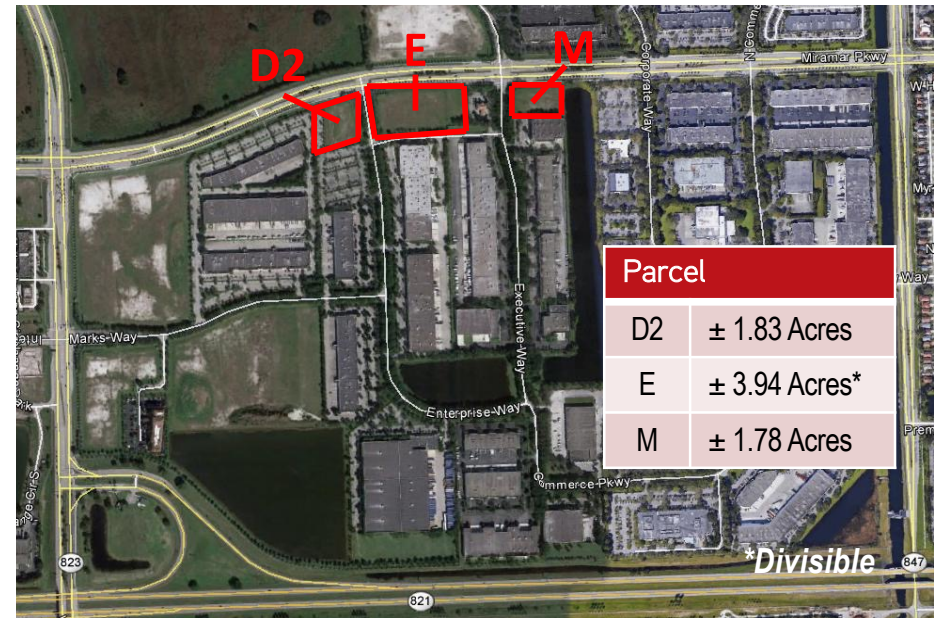 D2
E
M
Miramar Pkwy
Corporate-Way
Parcel
D2 ± 1.83 Acres
E ± 3.94 Acres*
M ± 1.78 Acres
Way
Marks-Way
Executive-Way
Enterprise-Way
Commerce-Pkwy
*Divisible
823
821
847